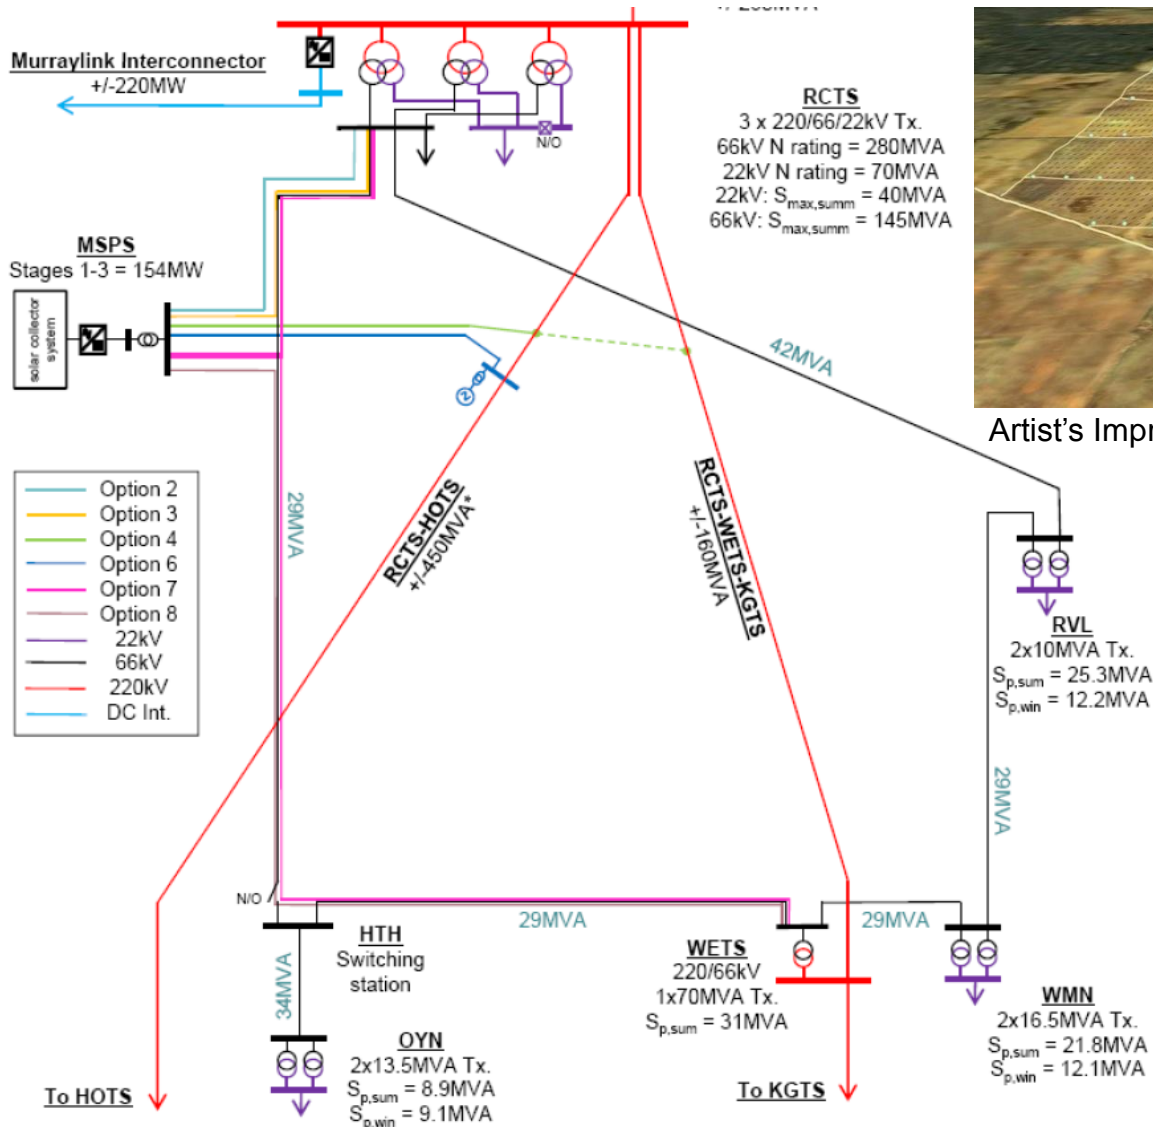 Murraylink Interconnector
+/-220MW
N/O
RCTS
3 x 220/66/22kV Tx.
66kV N rating = 280MVA
22kV N rating = 70MVA
22kV: Smax,summ = 40MVA
66kV: Smax,summ = 145MVA
MSPS
Stages 1-3 = 154MW
solar collector
system
42MVA
Artist's Impr
Option 2
Option 3
Option 4
Option 6
Option 7
Option 8
22kV
66kV
220kV
DC Int.
29MVA
2
RCTS-HOTS
+/-450MVA*
RCTS-WETS-KGTS
+/-160MVA
RVL
2x10MVA Tx.
Sp,sum = 25.3MVA
Sp,win = 12.2MVA
29MVA
N/O
HTH
Switching
station
29MVA
34MVA
WETS
220/66kV
1x70MVA Tx.
Sp,sum = 31MVA
29MVA
WMN
2x16.5MVA Tx.
Sp,sum = 21.8MVA
Sp,win = 12.1MVA
OYN
2x13.5MVA Tx.
Sp,sum = 8.9MVA
Sp,win = 9.1MVA
To HOTS
To KGTS